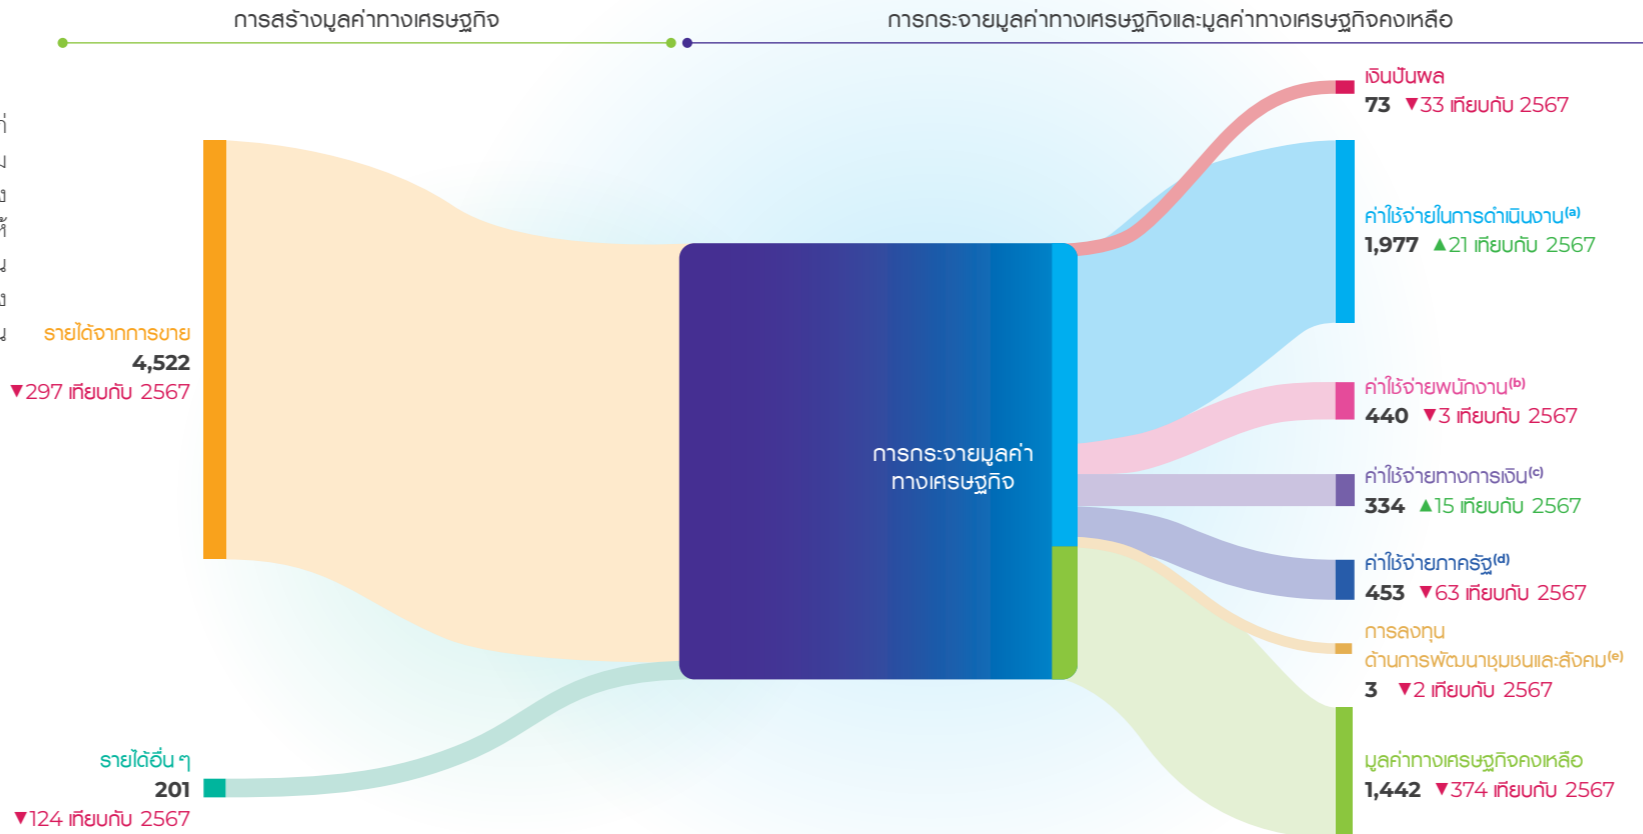 การสร้างมูลค่าทางเศรษฐกิจ
การกระจายมูลค่าทางเศรษฐกิจและมูลค่าทางเศรษฐกิจคงเหลือ
รายได้จากการขาย
4,522
▼297 เทียบกับ 2567
รายได้อื่น ๆ
201
▼124 เทียบกับ 2567
การกระจายมูลค่า
ทางเศรษฐกิจ
เงินปันผล
73 ▼33 เทียบกับ 2567
ค่าใช้จ่ายในการดำเนินงาน(a)
1,977 ▲21 เทียบกับ 2567
ค่าใช้จ่ายพนักงาน(b)
440 ▼3 เทียบกับ 2567
ค่าใช้จ่ายทางการเงิน(c)
334 ▲15 เทียบกับ 2567
ค่าใช้จ่ายภาครัฐ(d)
453 ▼63 เทียบกับ 2567
การลงทุน
ด้านการพัฒนาชุมชนและสังคม(e)
3 ▼2 เทียบกับ 2567
มูลค่าทางเศรษฐกิจคงเหลือ
1,442 ▼374 เทียบกับ 2567